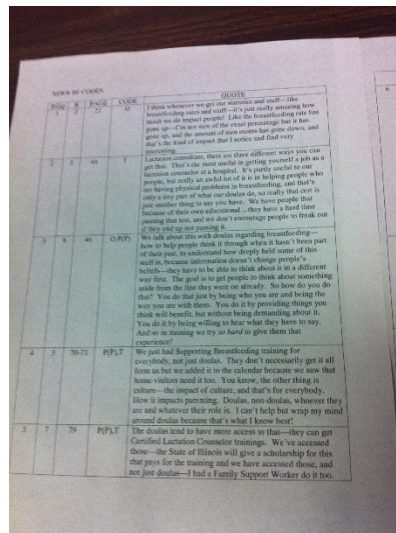 QUOTE
Resp R PAGE CODE
1 2 21 O I think whenever we get our statistics and stuff—like
breastfeeding rates and stuff—it's just really amazing how
much we do impact people! Like the breastfeeding rate has
gone up—I'm not sure of the exact percentage but it has
gone up, and the amount of teen moms has gone down, and
that's the kind of impact that I notice and find very
interesting.
2 3 44 T Lactation consultant, there are three different ways you can
get that. That's the most useful in getting yourself a job as a
lactation counselor at a hospital. It's partly useful to our
people, but really an awful lot of it is in helping people who
are having physical problems in breastfeeding, and that's
only a tiny part of what our doulas do, so really that cert is
just another thing to say you have. We have people that
because of their own educational …they have a hard time
passing that test, and we don't encourage people to freak out
if they end up not passing it.
3 6 46 O,P(P) We talk about this with doulas regarding breastfeeding—
how to help people think it through when it hasn't been part
of their past, to understand how deeply held some of this
stuff is, because information doesn't change people's
beliefs—they have to be able to think about it in a different
way first. The goal is to get people to think about something
aside from the line they were on already. So how do you do
that? You do that just by being who you are and being the
way you are with them. You do it by providing things you
think will benefit, but without being demanding about it.
You do it by being willing to hear what they have to say.
And so in training we try so hard to give them that
experience!
4 5 70-71 P(P),T We just had Supporting Breastfeeding training for
everybody, not just doulas. They don't necessarily get it all
form us but we added it to the calendar because we saw that
home visitors need it too. You know, the other thing is
culture—the impact of culture, and that's for everybody.
How it impacts parenting. Doulas, non-doulas, whoever they
are and whatever their role is. I can't help but wrap my mind
around doulas because that's what I know best!
5 7 79 P(P),T The doulas tend to have more access to that—they can get
Certified Lactation Counselor trainings. We've accessed
those—the State of Illinois will give a scholarship for this
that pays for the training and we have accessed those, and
not just doulas—I had a Family Support Worker do it too.
6